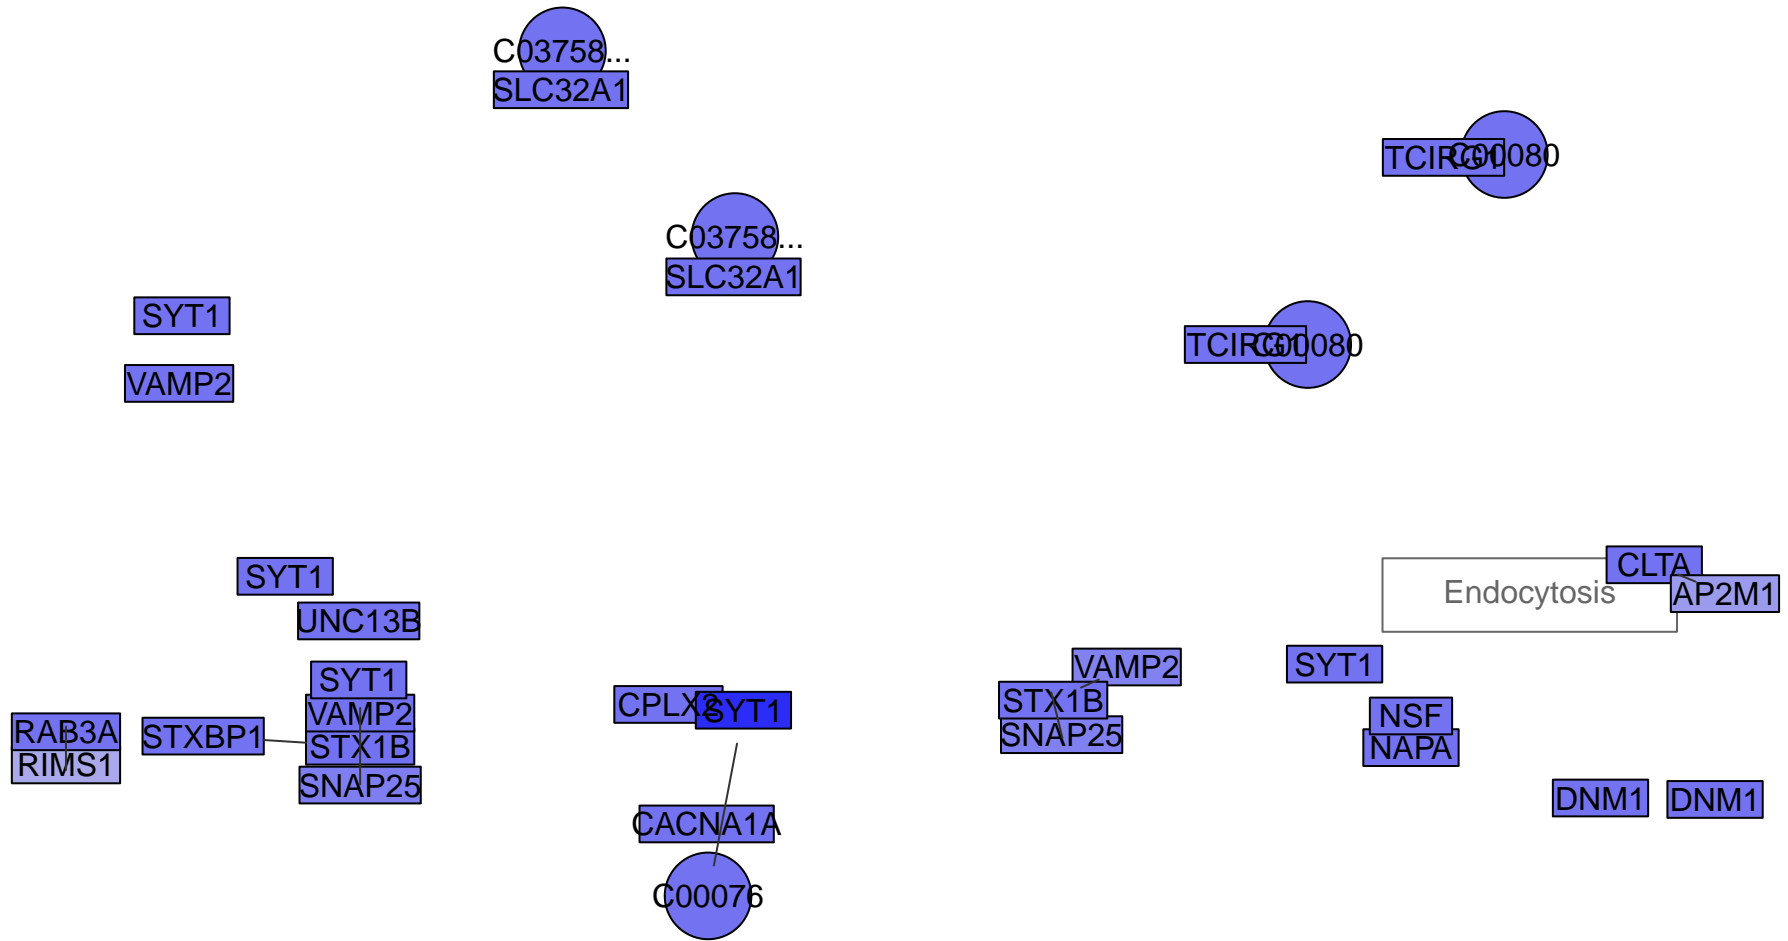 C03758...
SLC32A1
TCIRG1
C00080
C03758...
SLC32A1
SYT1
TCIRG1
C00080
VAMP2
SYT1
CLTA
Endocytosis
AP2M1
UNC13B
SYT1
VAMP2
SYT1
CPLX2
SYT1
STX1B
VAMP2
NSF
RAB3A
STXBP1
STX1B
SNAP25
NAPA
RIMS1
SNAP25
DNM1
DNM1
CACNA1A
C00076